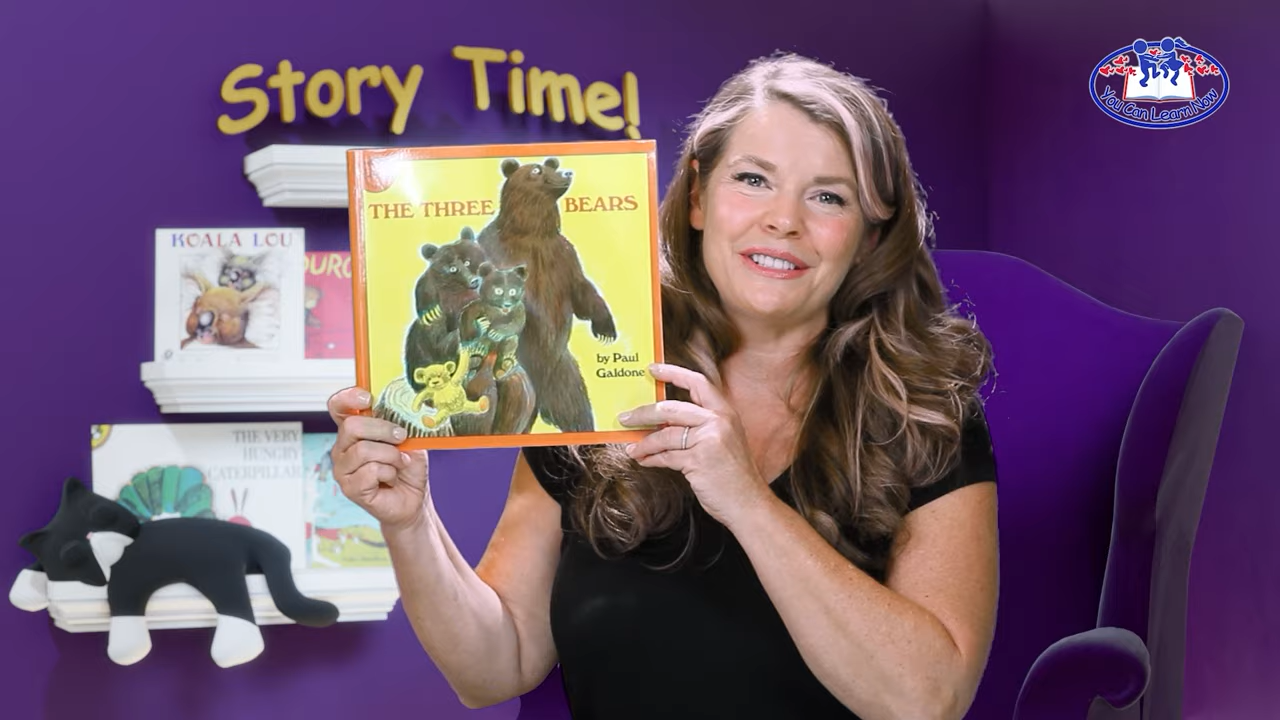 Story Time!
THE THREE BEARS
by Paul
Galdone
KOALA LOU
THE VERY
HUNGRY
CATERPILLAR
You Can Learn Now